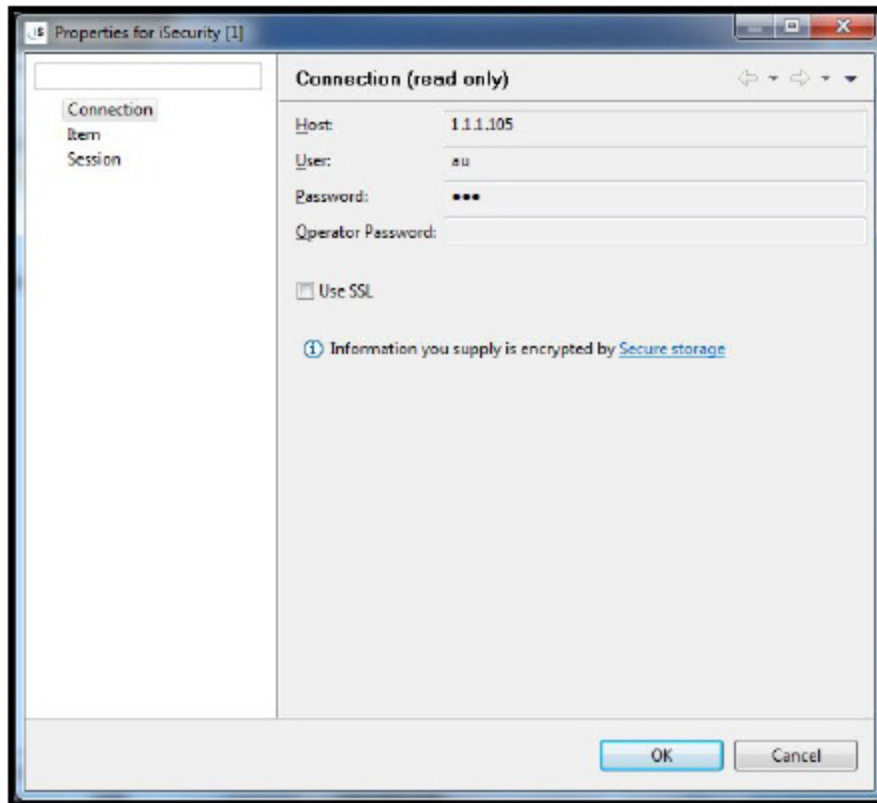 Properties for iSecurity [1]
Connection
Item
Session
Connection (read only)
Host: 1.1.1.105
User: au
Password: •••
Operator Password:
Use SSL
Information you supply is encrypted by Secure storage
OK Cancel